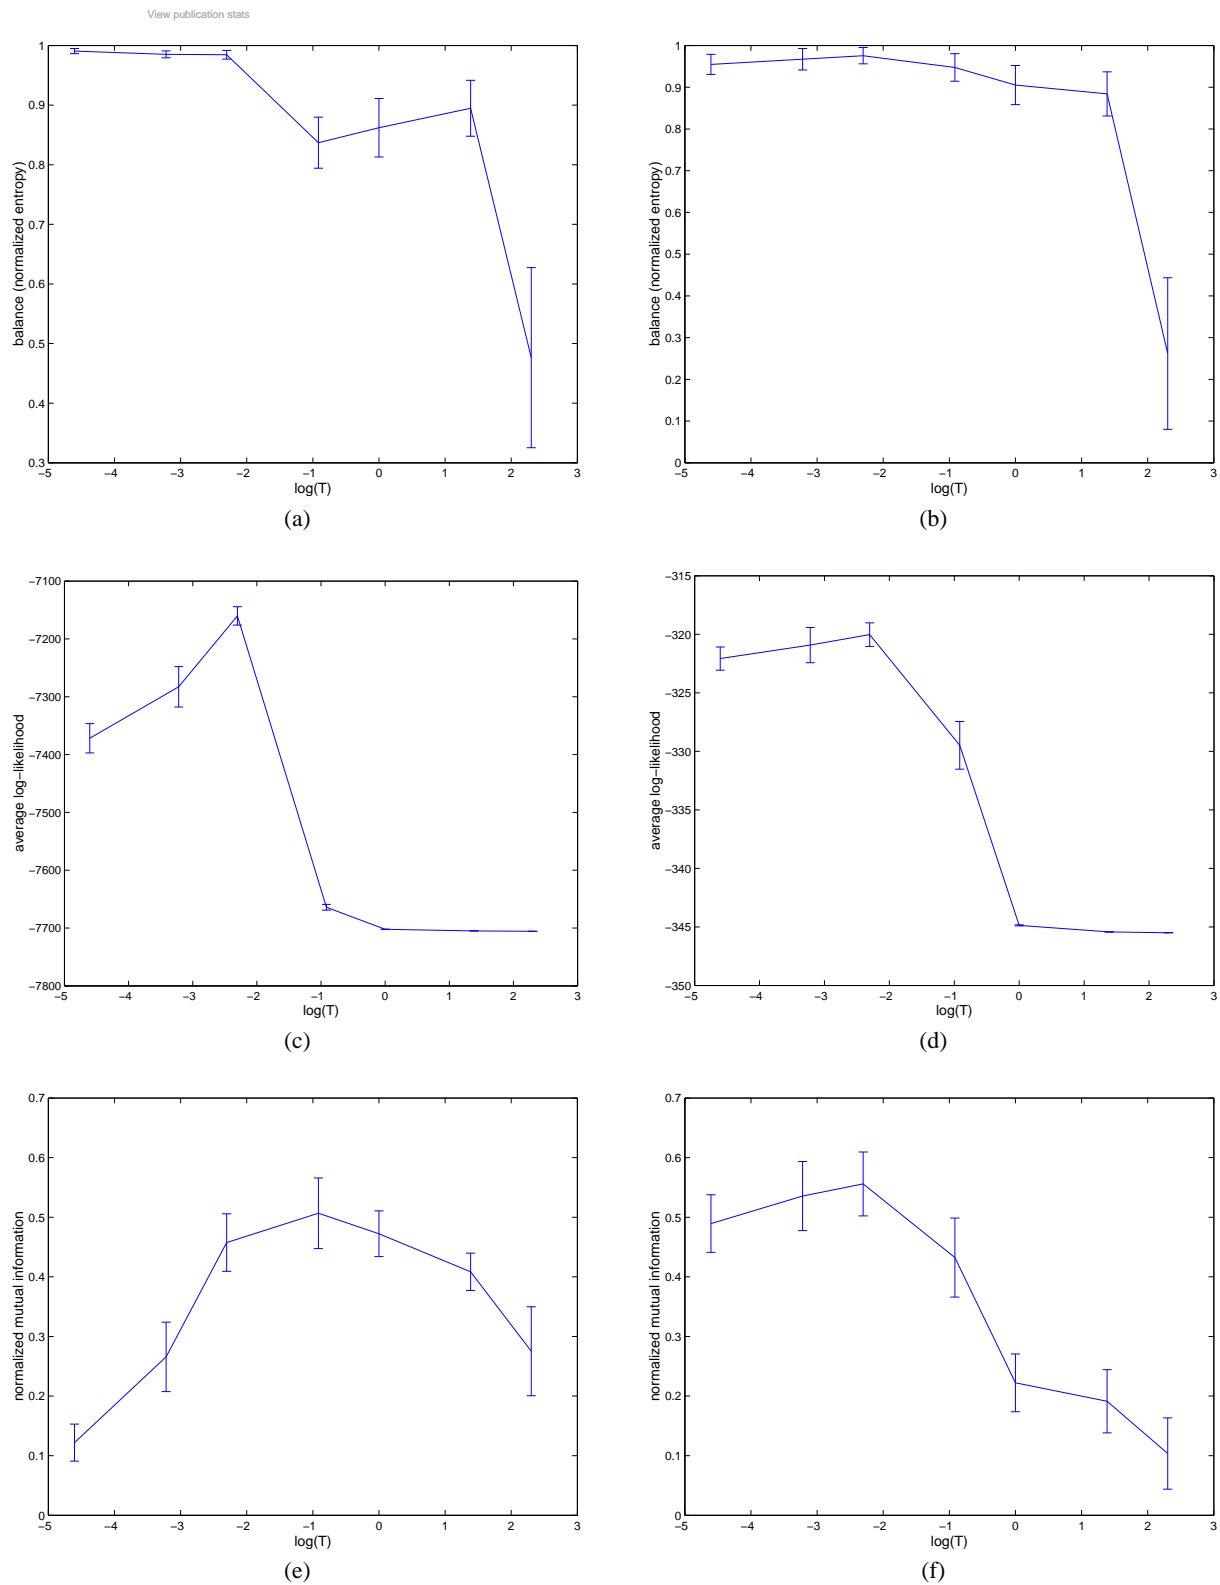 View publication stats
1
0.9
0.8
0.7
0.6
0.5
0.4
0.3
−5 −4 −3 −2 −1 0 1 2 3
balance (normalized entropy)
log(T)
(a)
1
0.9
0.8
0.7
0.6
0.5
0.4
0.3
0.2
0.1
0
−5 −4 −3 −2 −1 0 1 2 3
balance (normalized entropy)
log(T)
(b)
−7100
−7200
−7300
−7400
−7500
−7600
−7700
−7800
−5 −4 −3 −2 −1 0 1 2 3
average log−likelihood
log(T)
(c)
−315
−320
−325
−330
−335
−340
−345
−350
−5 −4 −3 −2 −1 0 1 2 3
average log−likelihood
log(T)
(d)
0.7
0.6
0.5
0.4
0.3
0.2
0.1
0
−5 −4 −3 −2 −1 0 1 2 3
normalized mutual information
log(T)
(e)
0.7
0.6
0.5
0.4
0.3
0.2
0.1
0
−5 −4 −3 −2 −1 0 1 2 3
normalized mutual information
log(T)
(f)